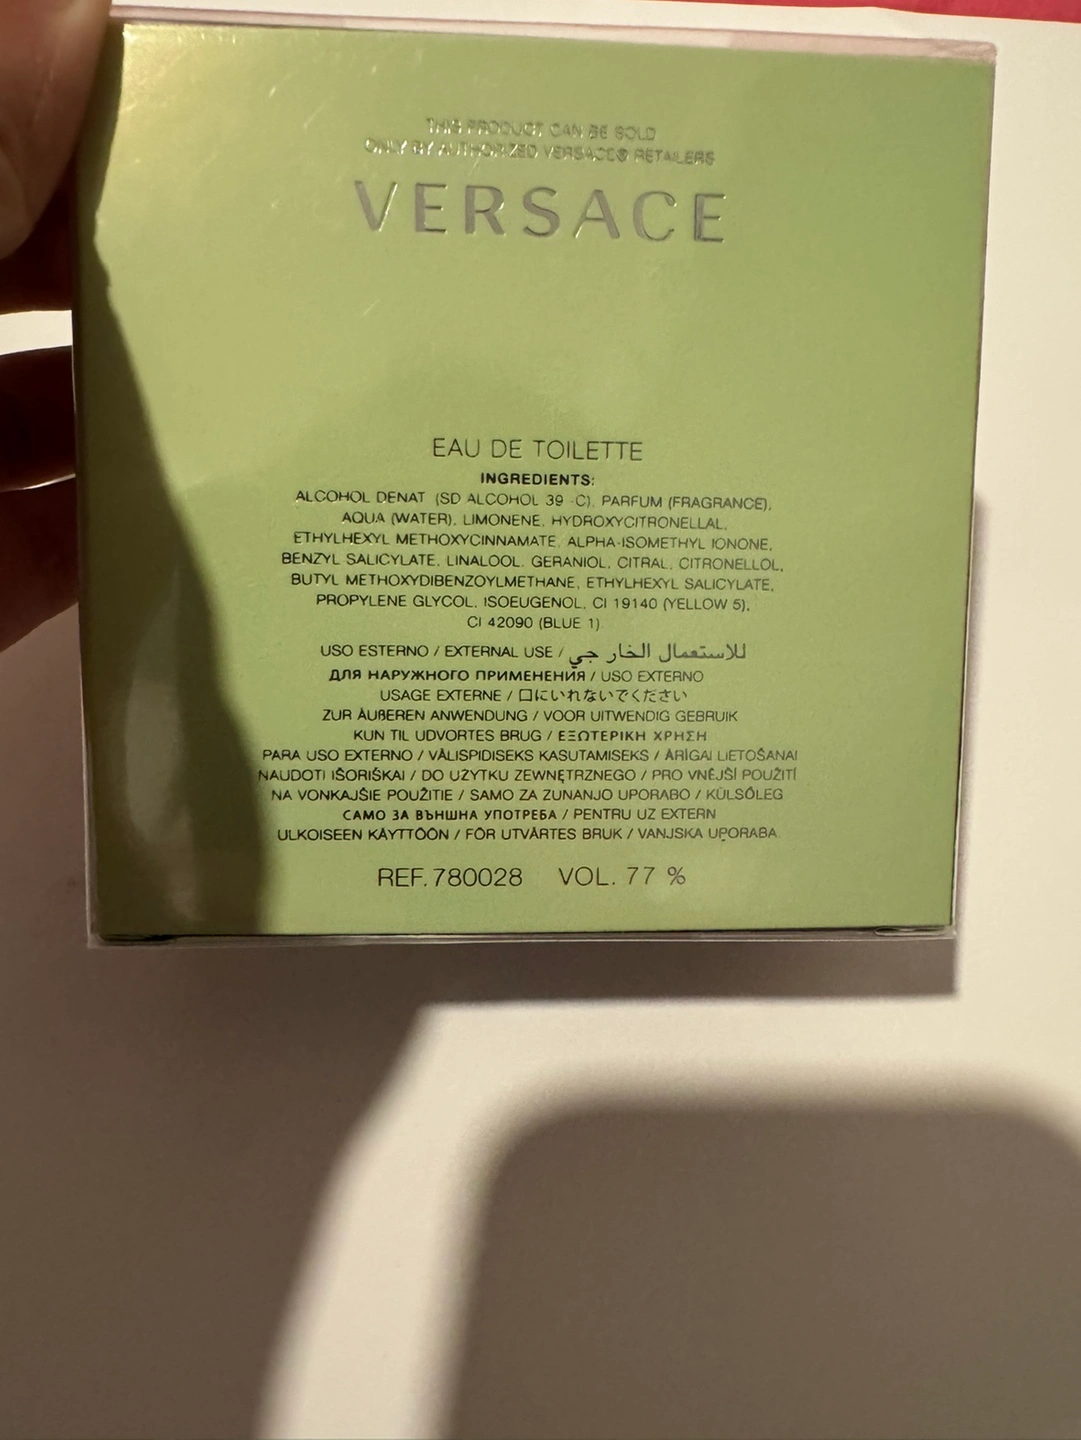 THIS PRODUCT CAN BE SOLD
ONLY BY AUTHORIZED VERSACE® RETAILERS
VERSACE
EAU DE TOILETTE
INGREDIENTS:
ALCOHOL DENAT (SD ALCOHOL 39 -C), PARFUM (FRAGRANCE),
AQUA (WATER), LIMONENE, HYDROXYCITRONELLAL,
ETHYLHEXYL METHOXYCINNAMATE, ALPHA-ISOMETHYL IONONE,
BENZYL SALICYLATE, LINALOOL, GERANIOL, CITRAL, CITRONELLOL,
BUTYL METHOXYDIBENZOYLMETHANE, ETHYLHEXYL SALICYLATE,
PROPYLENE GLYCOL, ISOEUGENOL, CI 19140 (YELLOW 5),
CI 42090 (BLUE 1)
USO ESTERNO / EXTERNAL USE / للاستعمال الخار جي
ДЛЯ НАРУЖНОГО ПРИМЕНЕНИЯ / USO EXTERNO
USAGE EXTERNE / 口にいれないでください
ZUR ÄUßEREN ANWENDUNG / VOOR UITWENDIG GEBRUIK
KUN TIL UDVORTES BRUG / ΕΞΩΤΕΡΙΚΗ ΧΡΗΣΗ
PARA USO EXTERNO / VÄLISPIDISEKS KASUTAMISEKS / ĀRĪGAI LIETOŠANAI
NAUDOTI IŠORIŠKAI / DO UŻYTKU ZEWNĘTRZNEGO / PRO VNĚJŠÍ POUŽITÍ
NA VONKAJŠIE POUŽITIE / SAMO ZA ZUNANJO UPORABO / KÜLSŐLEG
САМО ЗА ВЪНШНА УПОТРЕБА / PENTRU UZ EXTERN
ULKOISEEN KÄYTTÖÖN / FÖR UTVÄRTES BRUK / VANJSKA UPORABA
REF. 780028 VOL. 77 %